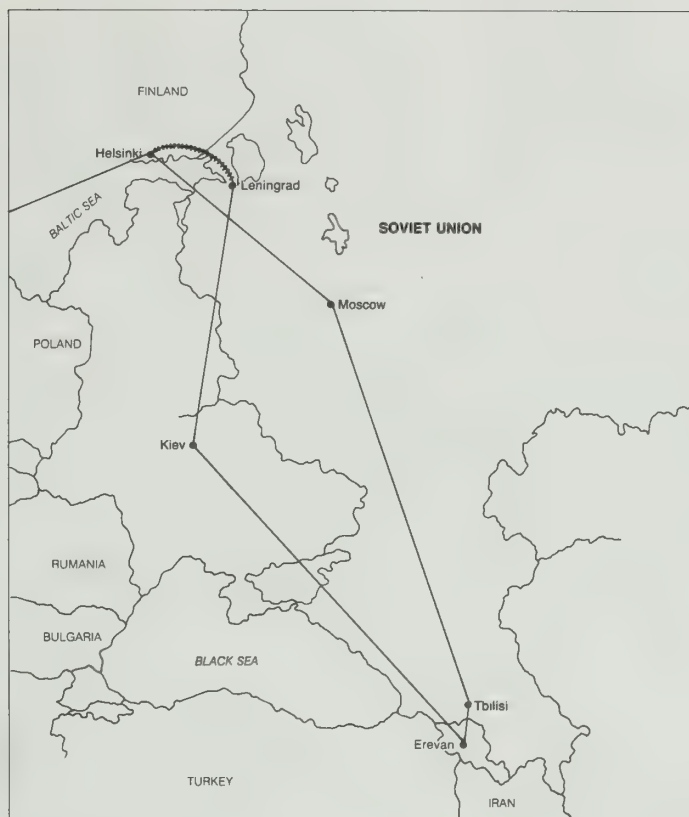 FINLAND
Helsinki
Leningrad
BALTIC SEA
SOVIET UNION
Moscow
POLAND
Kiev
RUMANIA
BULGARIA
BLACK SEA
Tbilisi
Erevan
TURKEY
IRAN